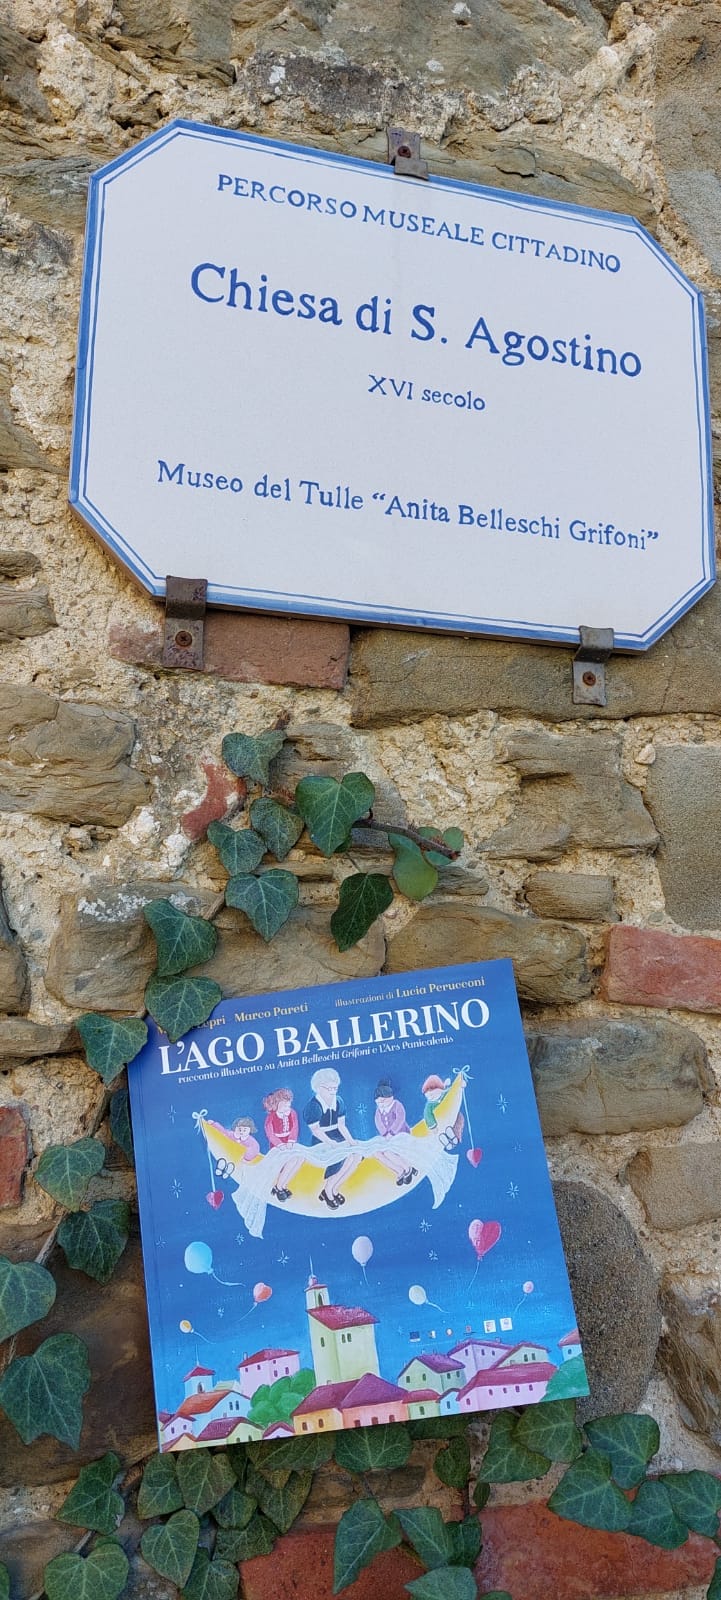 PERCORSO MUSEALE CITTADINO
Chiesa di S. Agostino
XVI secolo
Museo del Tulle “Anita Belleschi Grifoni”
Marco Pareti illustrazioni di Lucia Perucconi
L'AGO BALLERINO
racconto illustrato su Anita Belleschi Grifoni e l'Ars Panicalensis